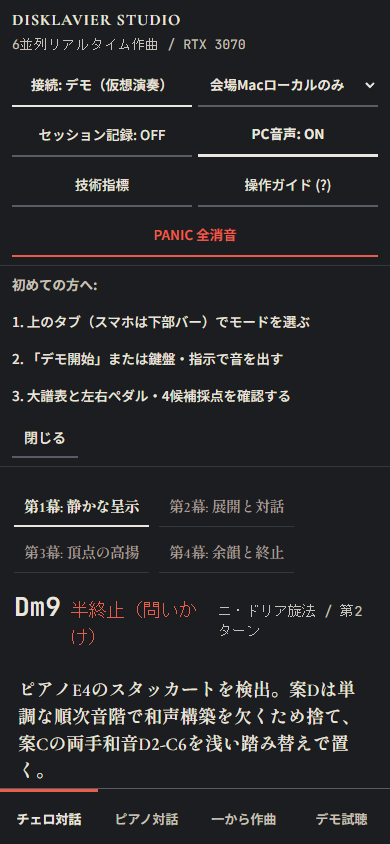 DISKLAVIER STUDIO
6並列リアルタイム作曲 / RTX 3070
接続: デモ（仮想演奏）
会場Macローカルのみ
セッション記録: OFF
PC音声: ON
技術指標
操作ガイド (?)
PANIC 全消音
初めての方へ:
1. 上のタブ（スマホは下部バー）でモードを選ぶ
2. 「デモ開始」または鍵盤・指示で音を出す
3. 大譜表と左右ペダル・4候補採点を確認する
閉じる
第1幕: 静かな呈示
第2幕: 展開と対話
第3幕: 頂点の高揚
第4幕: 余韻と終止
Dm9
半終止（問いか
け）
ニ・ドリア旋法 / 第2
ターン
ピアノE4のスタッカートを検出。案Dは単
調な順次音階で和声構築を欠くため捨て、
案Cの両手和音D2-C6を浅い踏み替えで置
く。
チェロ対話
ピアノ対話
一から作曲
デモ試聴